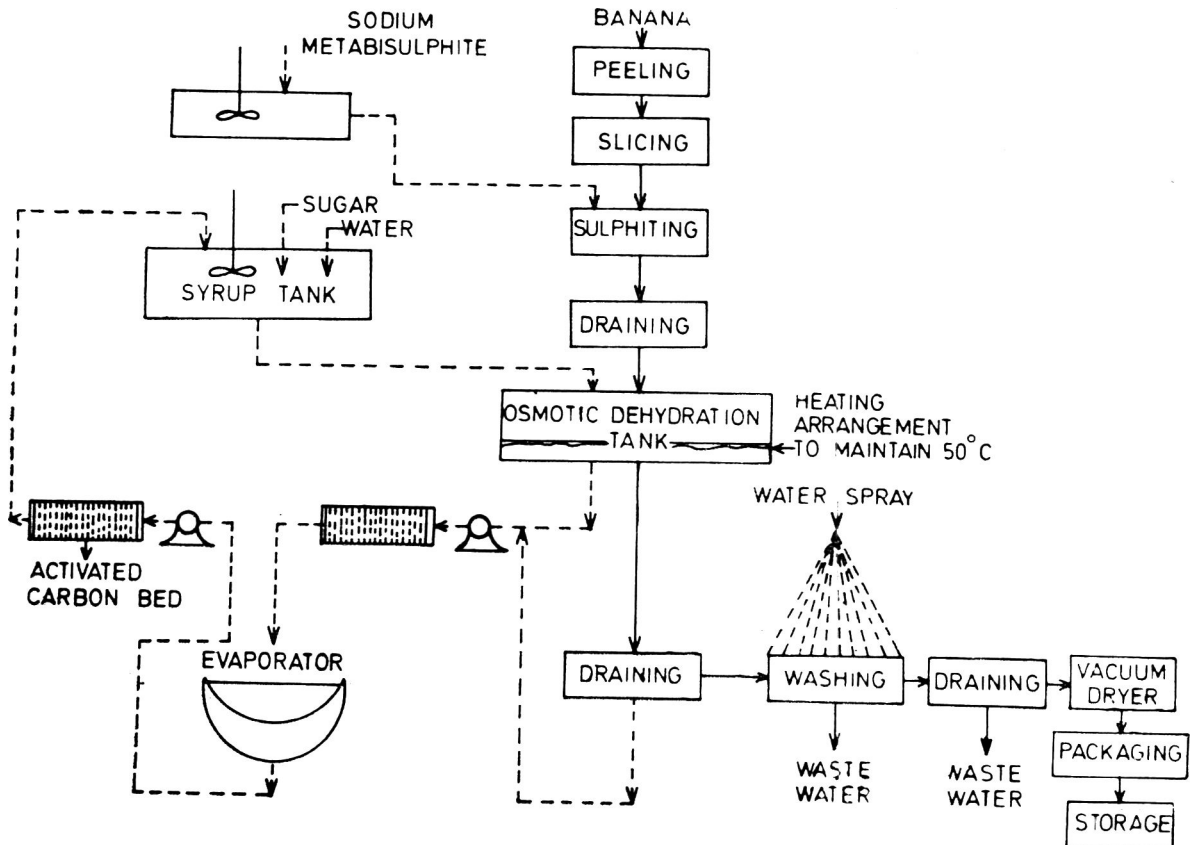 SODIUM
METABISULPHITE
BANANA
PEELING
SLICING
SUGAR
WATER
SULPHITING
SYRUP TANK
DRAINING
OSMOTIC DEHYDRATION
TANK
HEATING
ARRANGEMENT
TO MAINTAIN 50°C
WATER SPRAY
ACTIVATED
CARBON BED
EVAPORATOR
DRAINING
WASHING
DRAINING
VACUUM
DRYER
PACKAGING
WASTE
WATER
WASTE
WATER
STORAGE